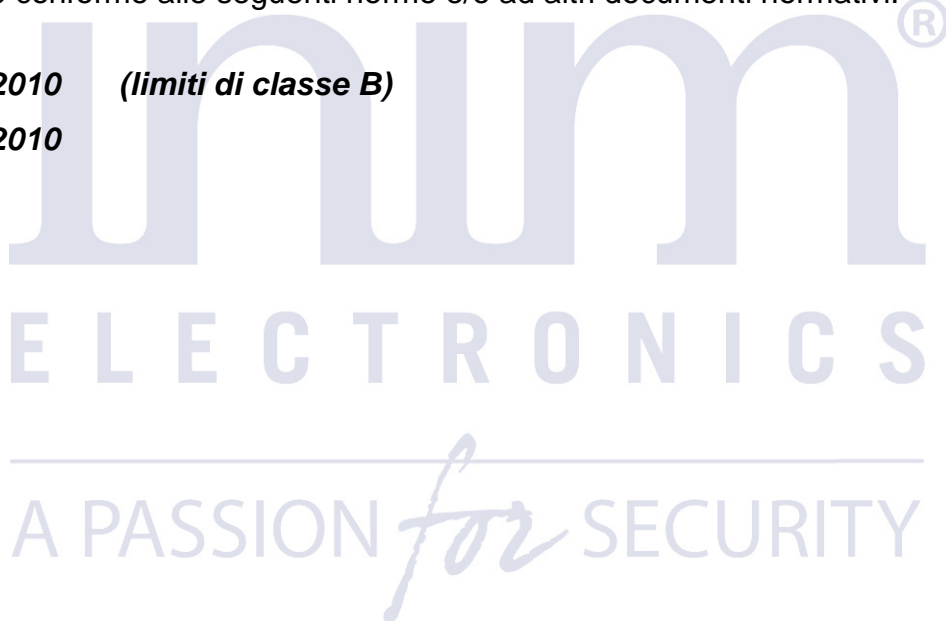 conforme alle seguenti norme e/o ad altri documenti normativi:
2010 (limiti di classe B)
2010
inim®
ELECTRONICS
A PASSION for SECURITY